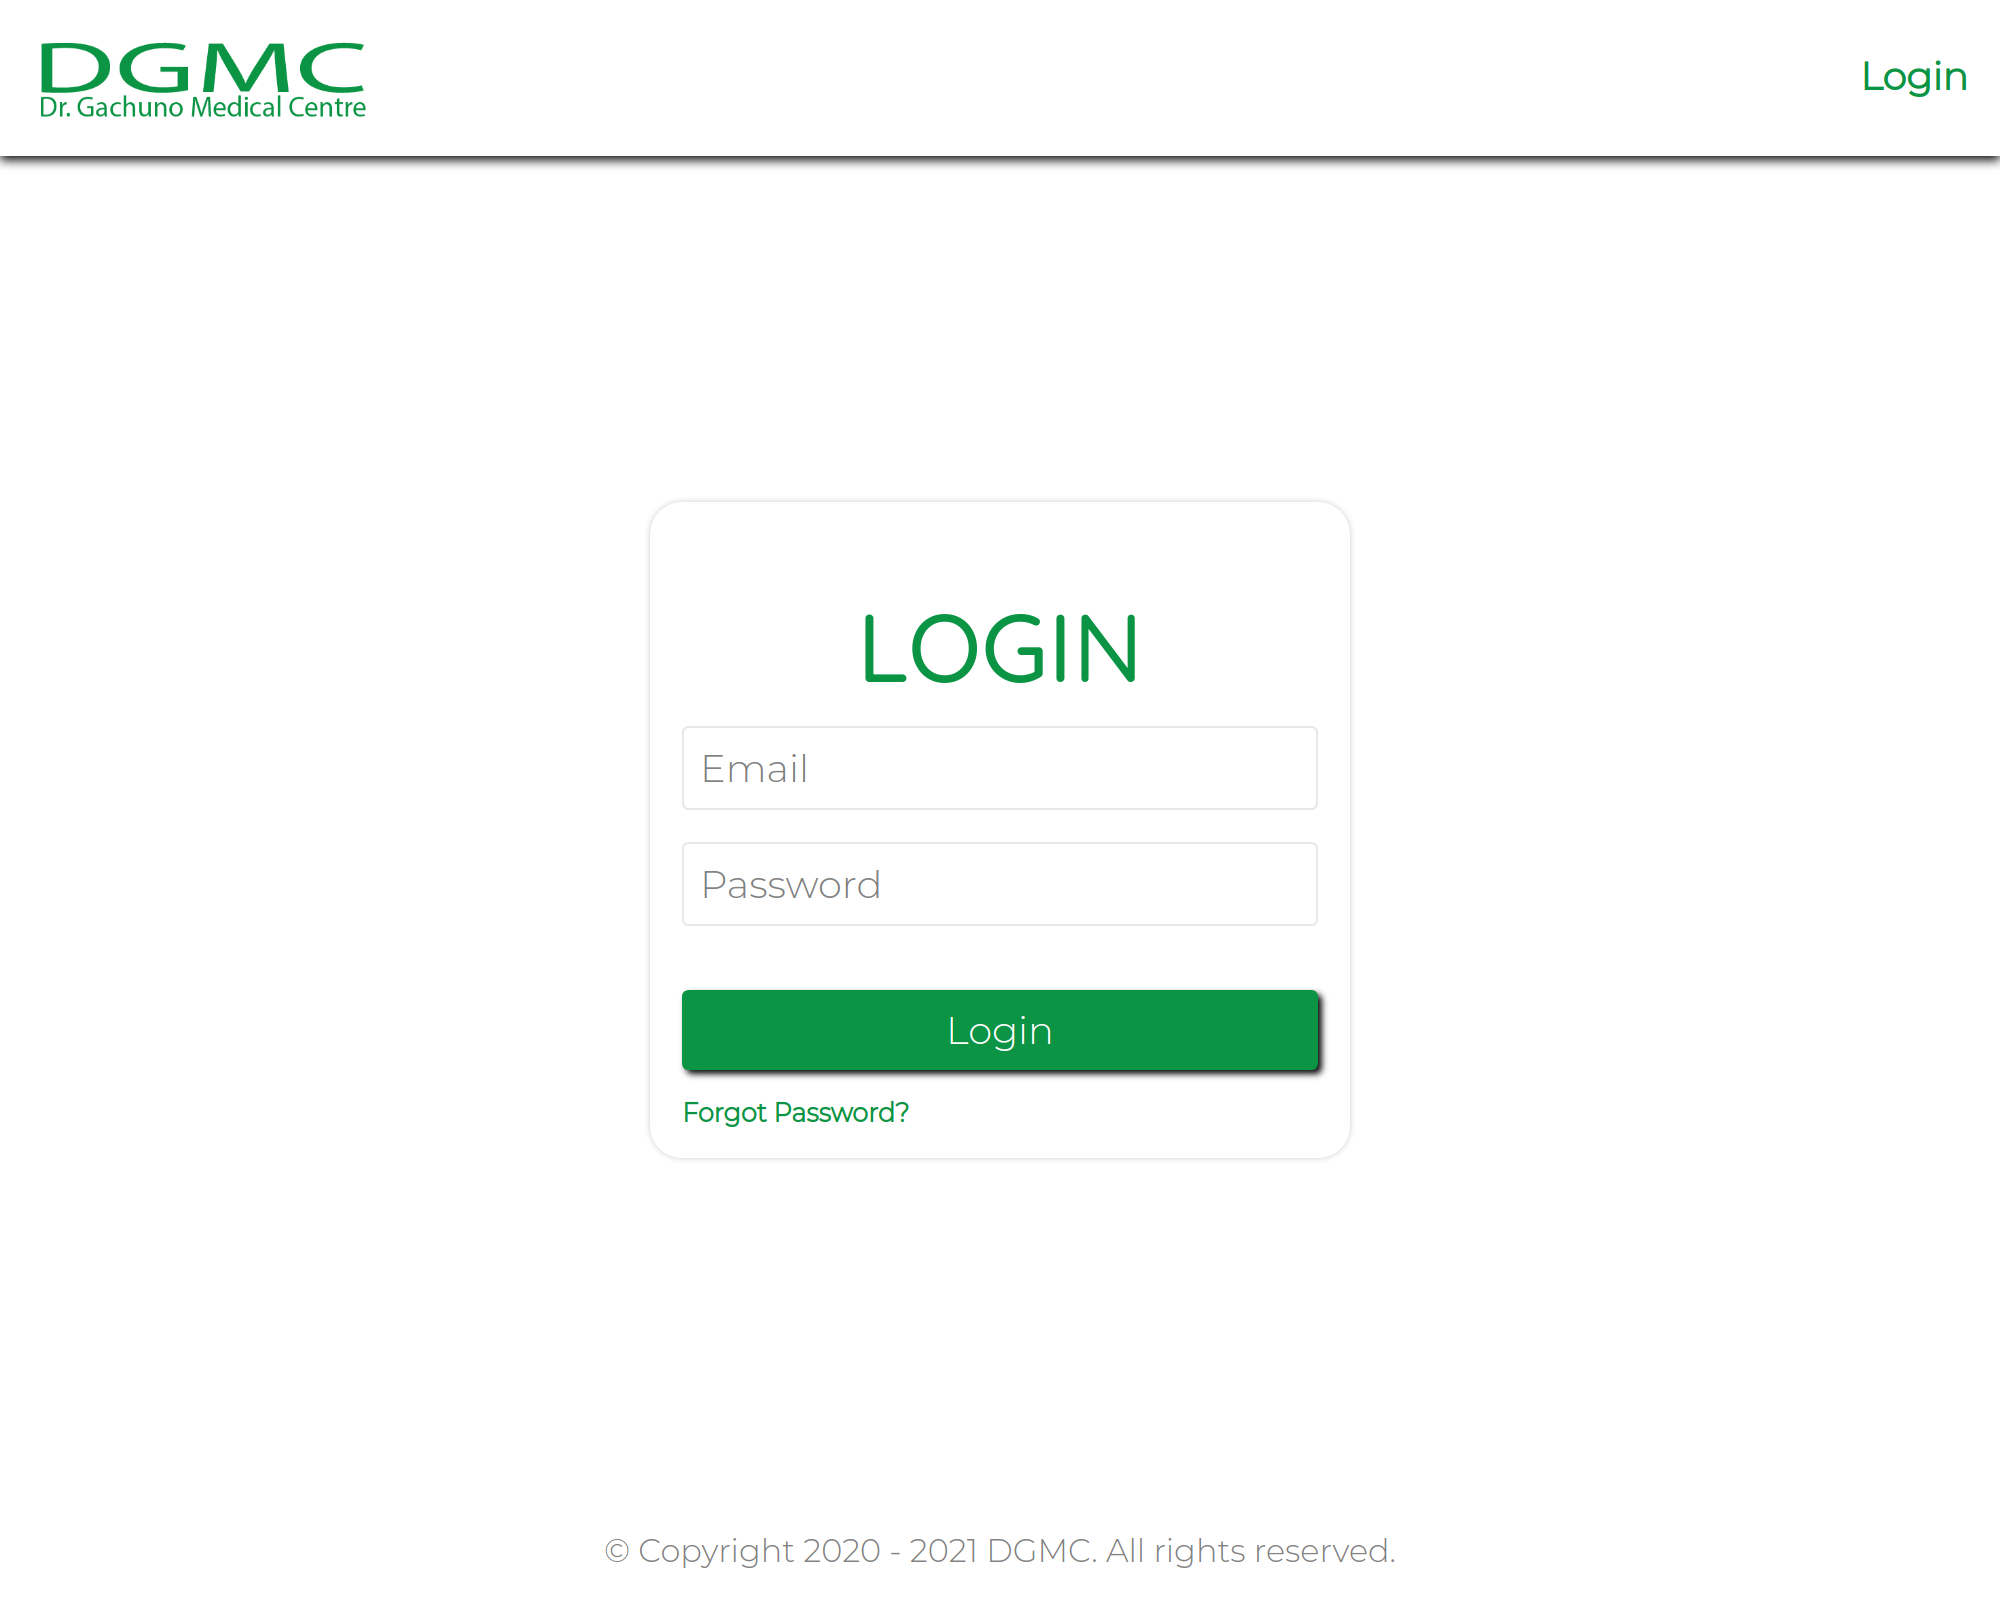 DGMC
Dr. Gachuno Medical Centre
Login
LOGIN
Email
Password
Login
Forgot Password?
© Copyright 2020 - 2021 DGMC. All rights reserved.